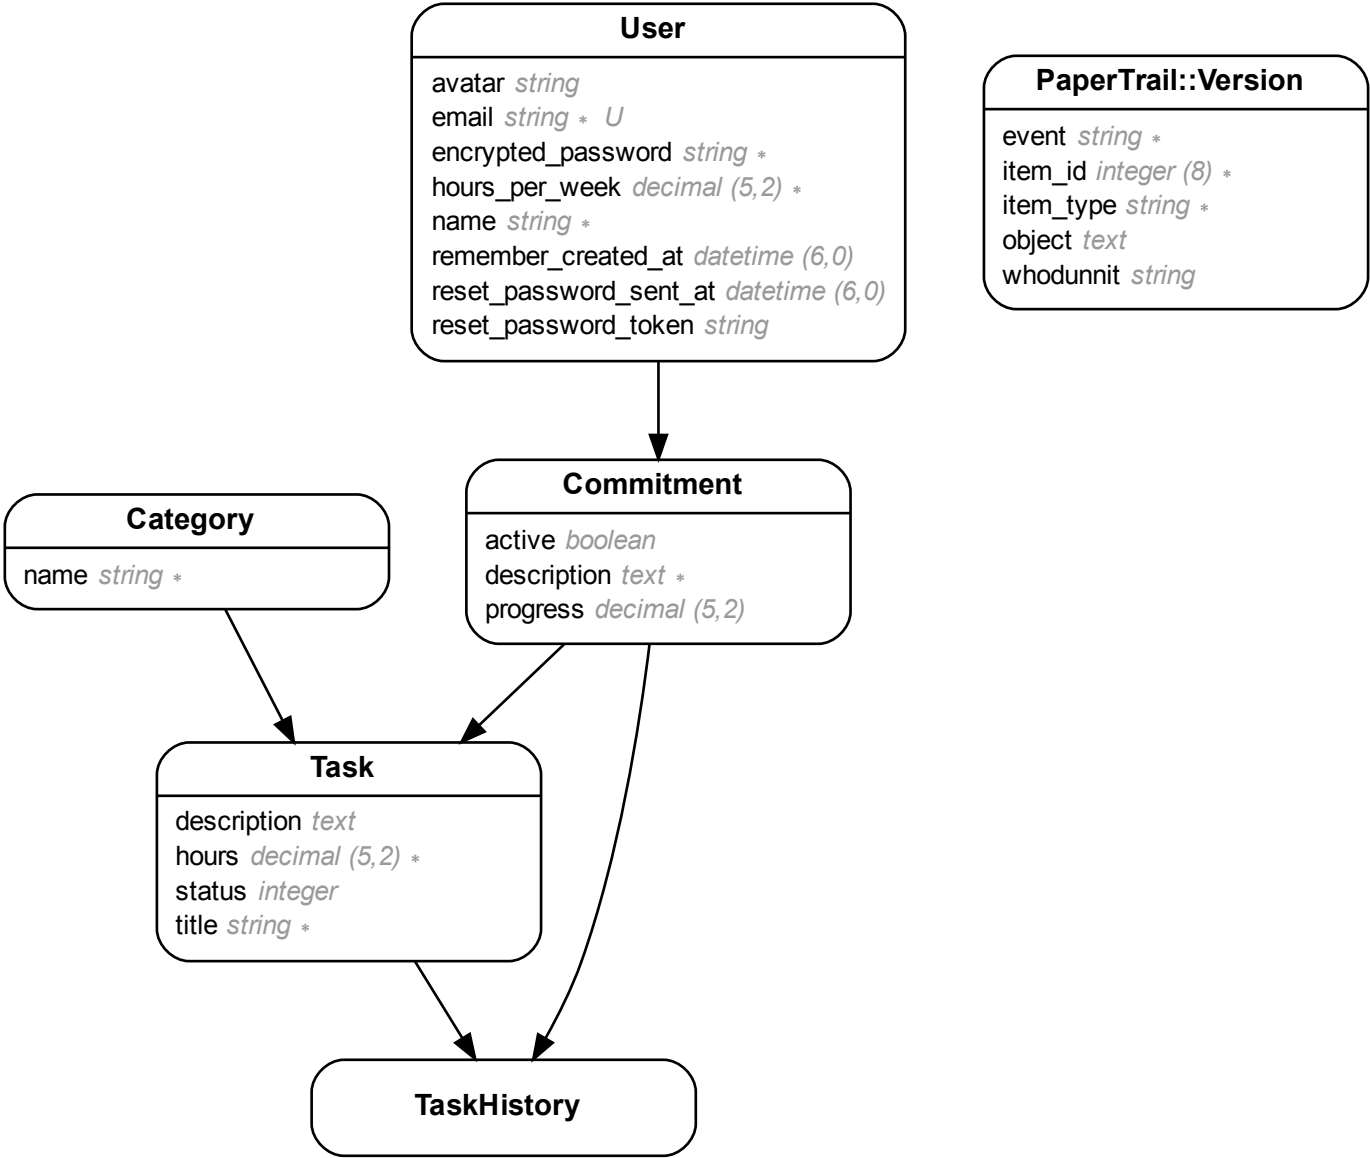 User
avatar string
email string * U
encrypted_password string *
hours_per_week decimal (5,2) *
name string *
remember_created_at datetime (6,0)
reset_password_sent_at datetime (6,0)
reset_password_token string
PaperTrail::Version
event string *
item_id integer (8) *
item_type string *
object text
whodunnit string
Commitment
active boolean
description text *
progress decimal (5,2)
Category
name string *
Task
description text
hours decimal (5,2) *
status integer
title string *
TaskHistory